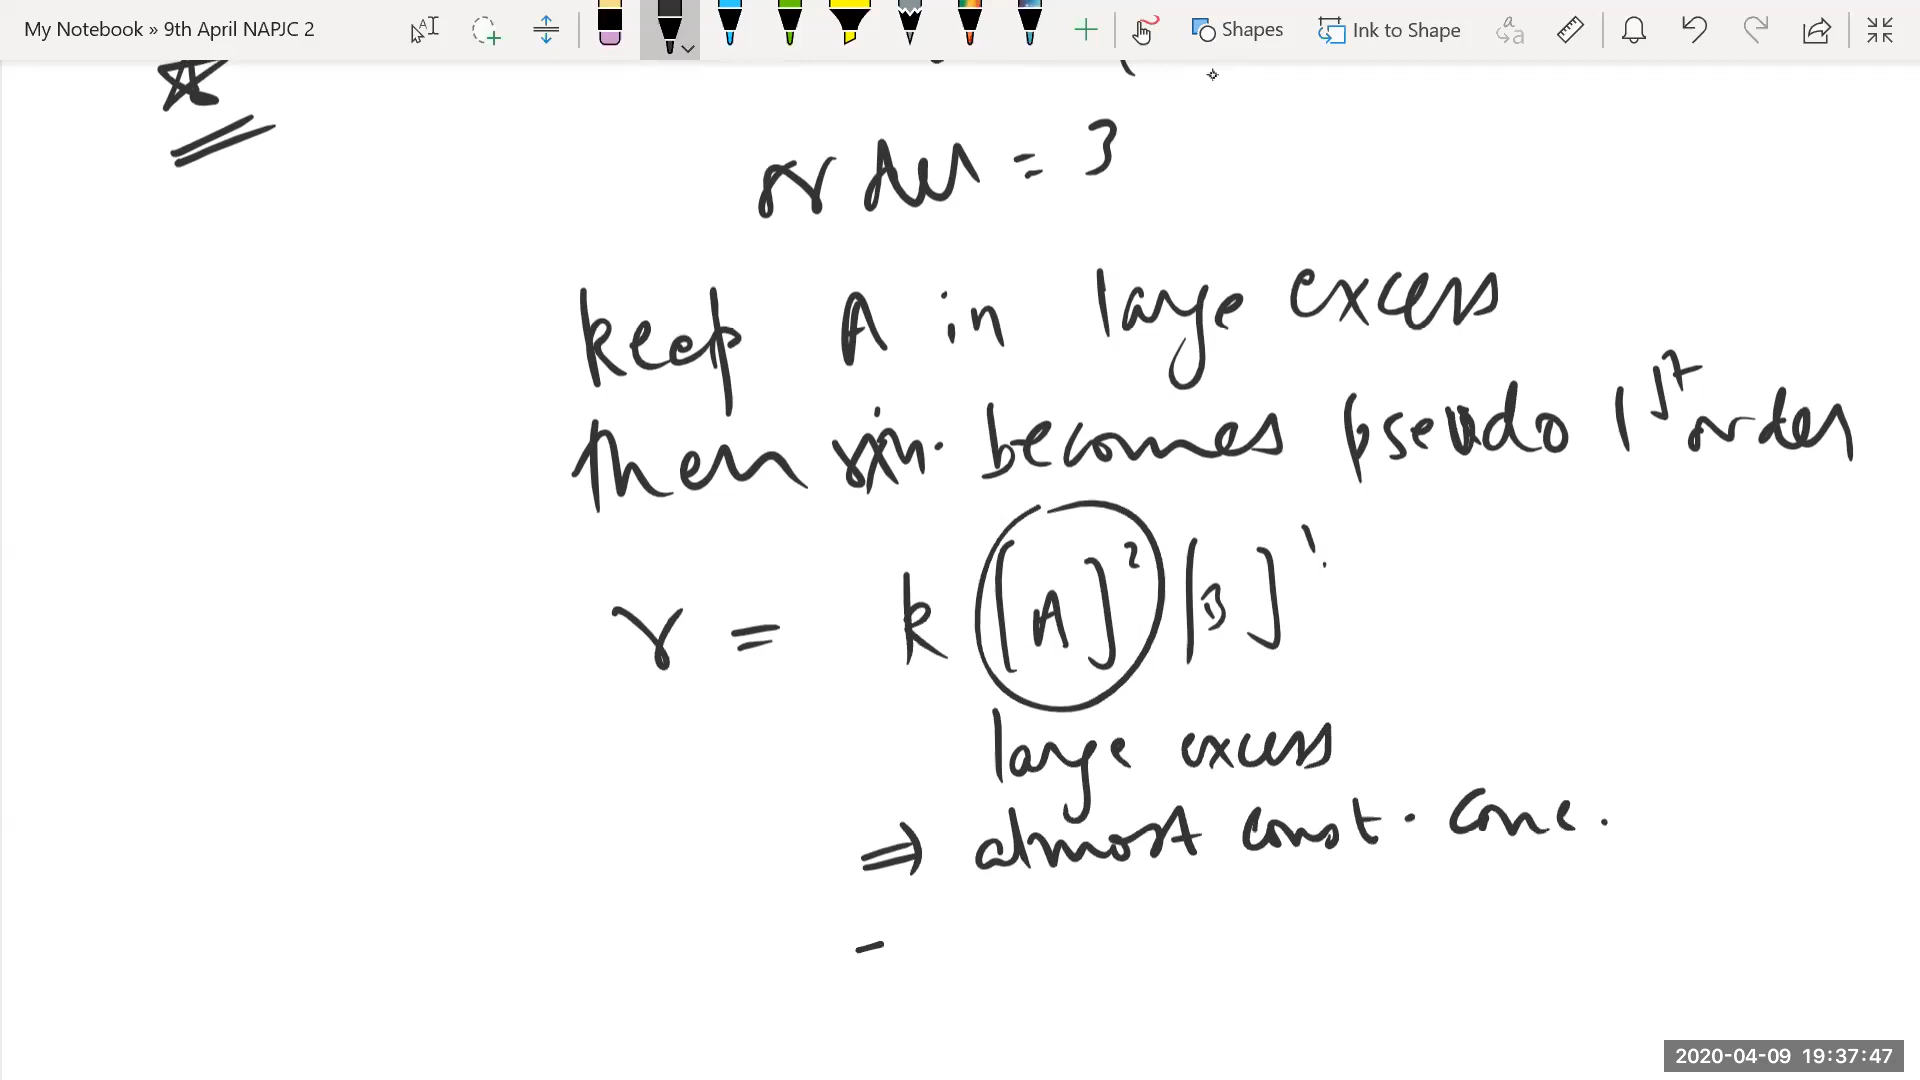 My Notebook » 9th April NAPJC 2
Shapes
Ink to Shape
order = 3
keep A in large excess
then rxn. becomes pseudo 1st order
r = k [A]² [B]¹
large excess
⇒ almost const. conc.
2020-04-09 19:37:47